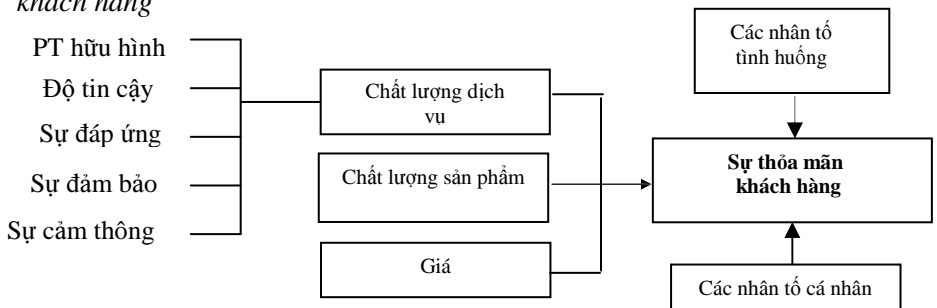 khách hàng
PT hữu hình
Độ tin cậy
Sự đáp ứng
Sự đảm bảo
Sự cảm thông
Chất lượng dịch
vụ
Chất lượng sản phẩm
Giá
Các nhân tố
tình huống
Sự thỏa mãn
khách hàng
Các nhân tố cá nhân